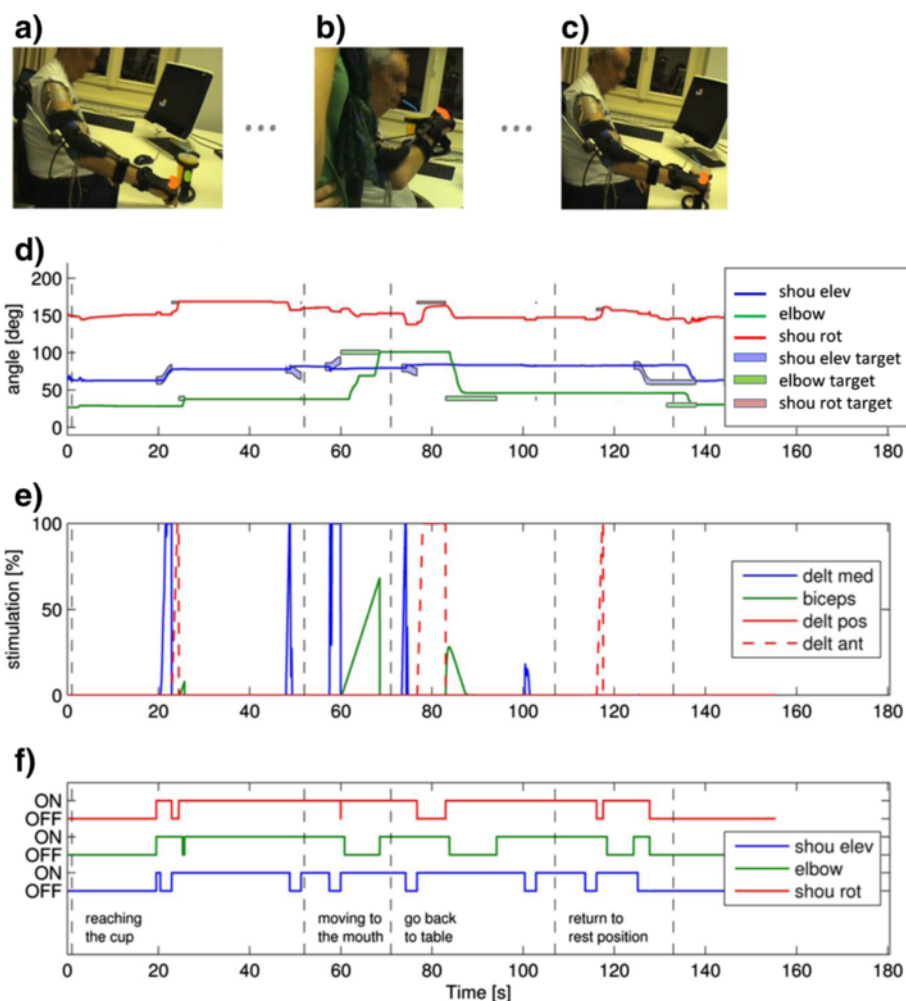 a)
b)
c)
...
...
d)
angle [deg]
200
150
100
50
0
0 20 40 60 80 100 120 140 160 180
shou elev
elbow
shou rot
shou elev target
elbow target
shou rot target
e)
stimulation [%]
100
50
0
0 20 40 60 80 100 120 140 160 180
delt med
biceps
delt pos
delt ant
f)
ON
OFF
ON
OFF
ON
OFF
shou elev
elbow
shou rot
reaching
the cup
moving to
the mouth
go back
to table
return to
rest position
0 20 40 60 80 100 120 140 160 180
Time [s]